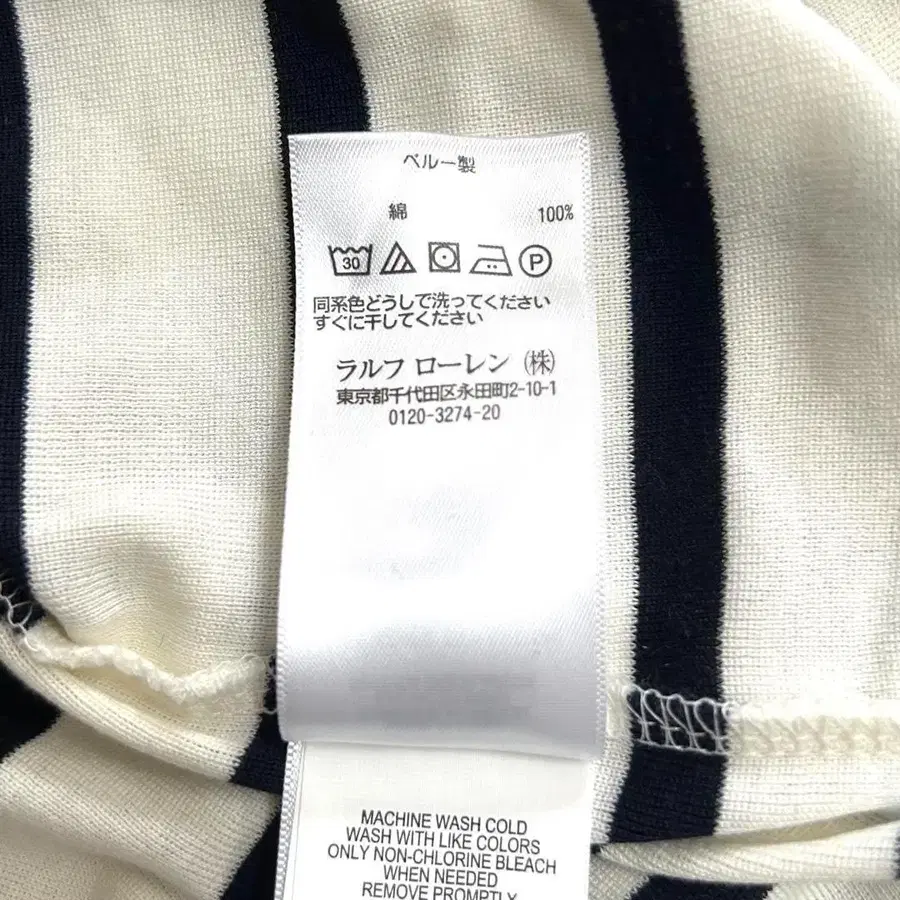 ペルー製
綿 100%
30 P
同系色どうしで洗ってください
すぐに干してください
ラルフ ローレン (株)
東京都千代田区永田町2-10-1
0120-3274-20
MACHINE WASH COLD
WASH WITH LIKE COLORS
ONLY NON-CHLORINE BLEACH
WHEN NEEDED
REMOVE PROMPTLY